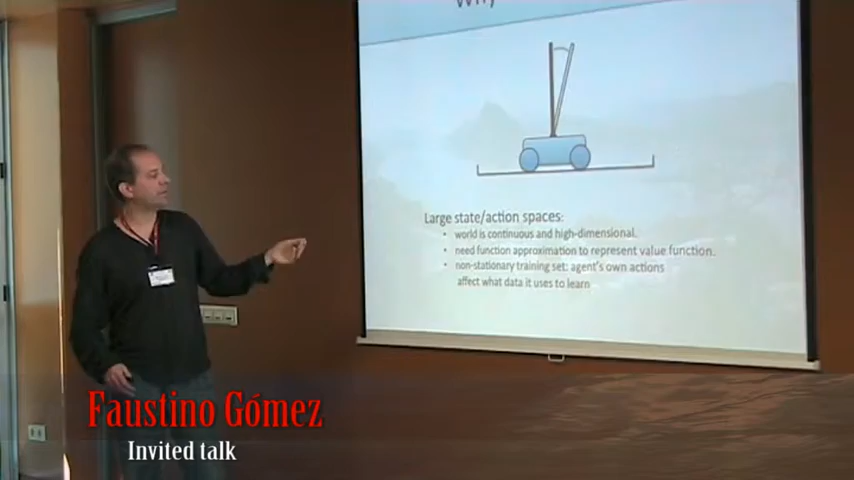 Why
Large state/action spaces:
• world is continuous and high-dimensional.
• need function approximation to represent value function.
• non-stationary training set: agent's own actions
affect what data it uses to learn
Faustino Gómez
Invited talk